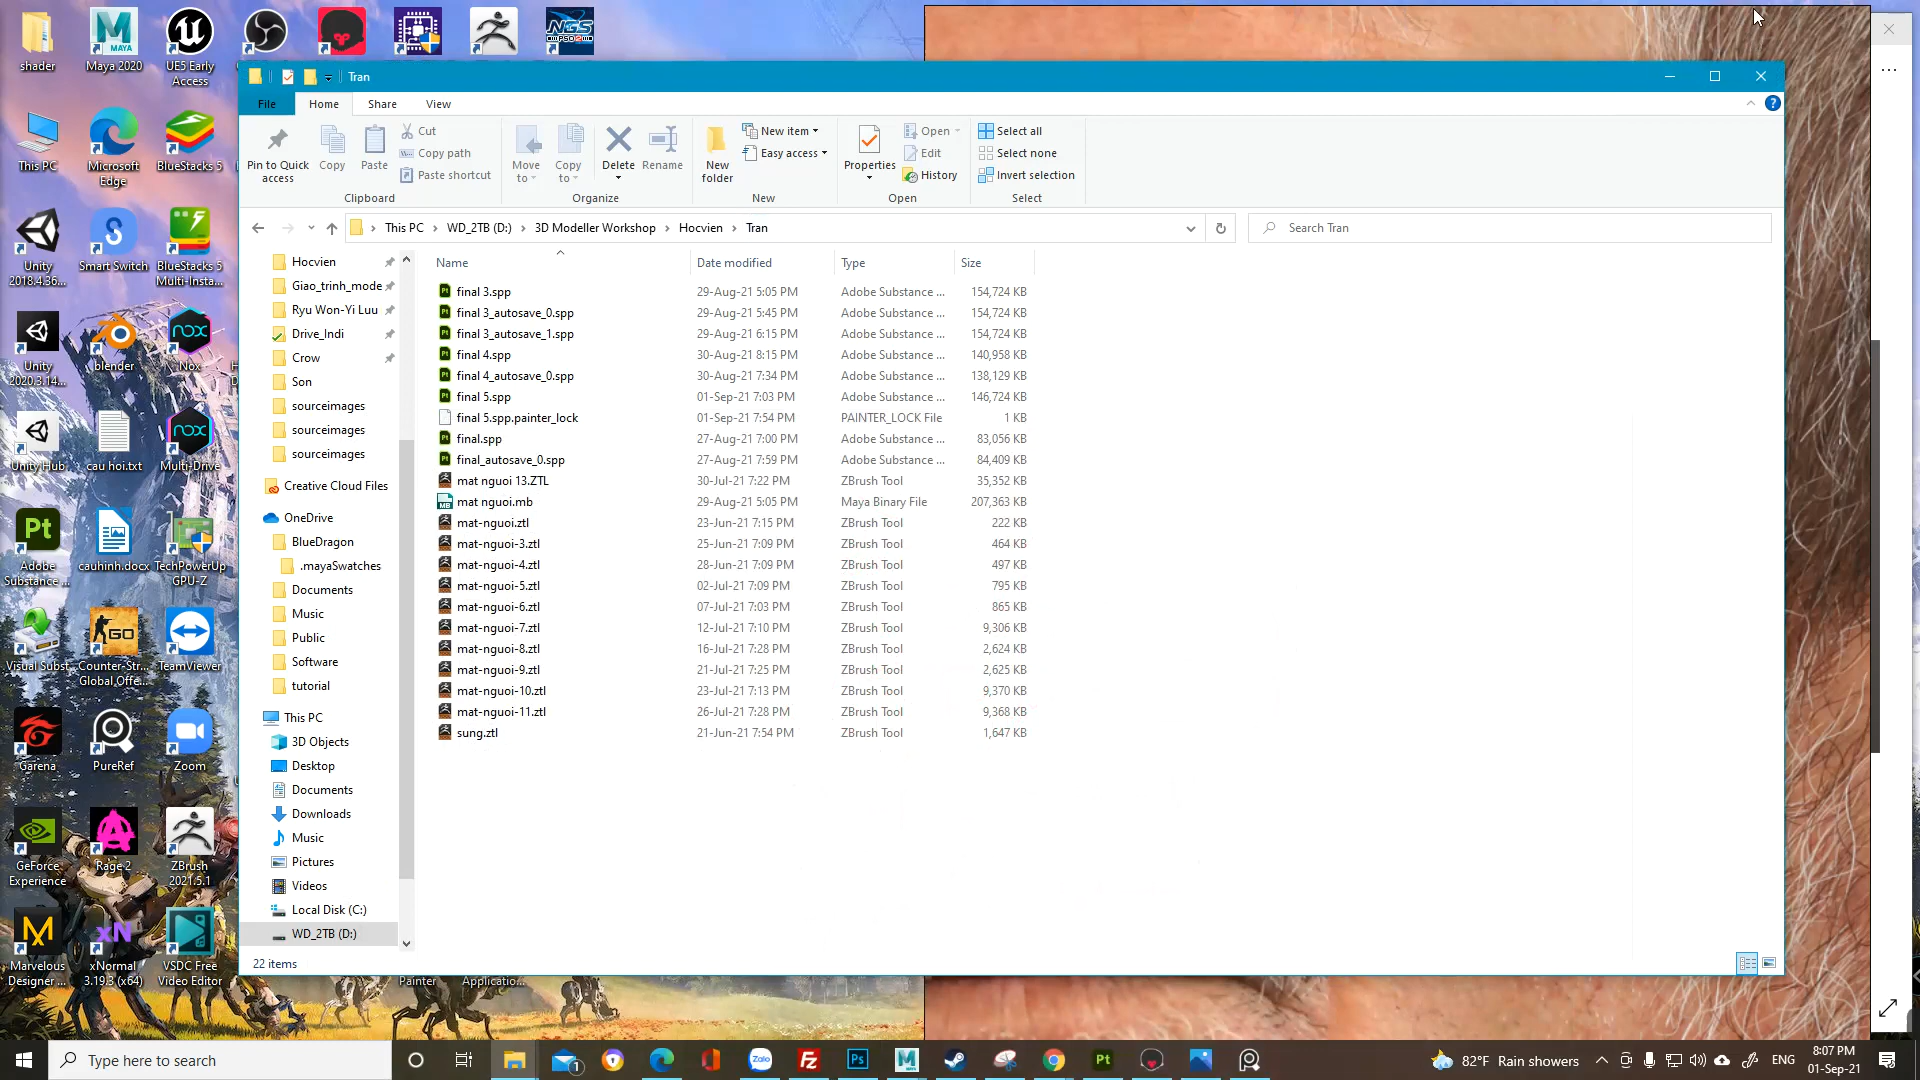 shader
Maya 2020
UE5 Early
Access
Tran
File
Home
Share
View
Pin to Quick
access
Copy
Paste
Cut
Copy path
Paste shortcut
Move
to
Copy
to
Delete
Rename
New
folder
New item
Easy access
Properties
Open
Edit
History
Select all
Select none
Invert selection
Clipboard
Organize
New
Open
Select
This PC
WD_2TB (D:)
3D Modeller Workshop
Hocvien
Tran
Search Tran
This PC
Microsoft
Edge
BlueStacks 5
Unity
2018.4.36...
Smart Switch
BlueStacks 5
Multi-Insta...
Unity
2020.3.14...
blender
Nox
Unity Hub
cau hoi.txt
Multi-Drive
Adobe
Substance ...
cauhinh.docx
TechPowerUp
GPU-Z
Visual Subst...
Counter-Str...
Global Offe...
TeamViewer
Garena
PureRef
Zoom
GeForce
Experience
Rage 2
ZBrush
2021.5.1
Marvelous
Designer ...
xNormal
3.19.3 (x64)
VSDC Free
Video Editor
Painter
Applicatio...
Hocvien
Giao_trinh_mode
Ryu Won-Yi Luu
Drive_Indi
Crow
Son
sourceimages
sourceimages
sourceimages
Creative Cloud Files
OneDrive
BlueDragon
.mayaSwatches
Documents
Music
Public
Software
tutorial
This PC
3D Objects
Desktop
Documents
Downloads
Music
Pictures
Videos
Local Disk (C:)
WD_2TB (D:)
Name Date modified Type Size
final 3.spp 29-Aug-21 5:05 PM Adobe Substance ... 154,724 KB
final 3_autosave_0.spp 29-Aug-21 5:45 PM Adobe Substance ... 154,724 KB
final 3_autosave_1.spp 29-Aug-21 6:15 PM Adobe Substance ... 154,724 KB
final 4.spp 30-Aug-21 8:15 PM Adobe Substance ... 140,958 KB
final 4_autosave_0.spp 30-Aug-21 7:34 PM Adobe Substance ... 138,129 KB
final 5.spp 01-Sep-21 7:03 PM Adobe Substance ... 146,724 KB
final 5.spp.painter_lock 01-Sep-21 7:54 PM PAINTER_LOCK File 1 KB
final.spp 27-Aug-21 7:00 PM Adobe Substance ... 83,056 KB
final_autosave_0.spp 27-Aug-21 7:59 PM Adobe Substance ... 84,409 KB
mat nguoi 13.ZTL 30-Jul-21 7:22 PM ZBrush Tool 35,352 KB
mat nguoi.mb 29-Aug-21 5:05 PM Maya Binary File 207,363 KB
mat-nguoi.ztl 23-Jun-21 7:15 PM ZBrush Tool 222 KB
mat-nguoi-3.ztl 25-Jun-21 7:09 PM ZBrush Tool 464 KB
mat-nguoi-4.ztl 28-Jun-21 7:09 PM ZBrush Tool 497 KB
mat-nguoi-5.ztl 02-Jul-21 7:09 PM ZBrush Tool 795 KB
mat-nguoi-6.ztl 07-Jul-21 7:03 PM ZBrush Tool 865 KB
mat-nguoi-7.ztl 12-Jul-21 7:10 PM ZBrush Tool 9,306 KB
mat-nguoi-8.ztl 16-Jul-21 7:28 PM ZBrush Tool 2,624 KB
mat-nguoi-9.ztl 21-Jul-21 7:25 PM ZBrush Tool 2,625 KB
mat-nguoi-10.ztl 23-Jul-21 7:13 PM ZBrush Tool 9,370 KB
mat-nguoi-11.ztl 26-Jul-21 7:28 PM ZBrush Tool 9,368 KB
sung.ztl 21-Jun-21 7:54 PM ZBrush Tool 1,647 KB
22 items
Type here to search
82°F Rain showers
ENG
8:07 PM
01-Sep-21